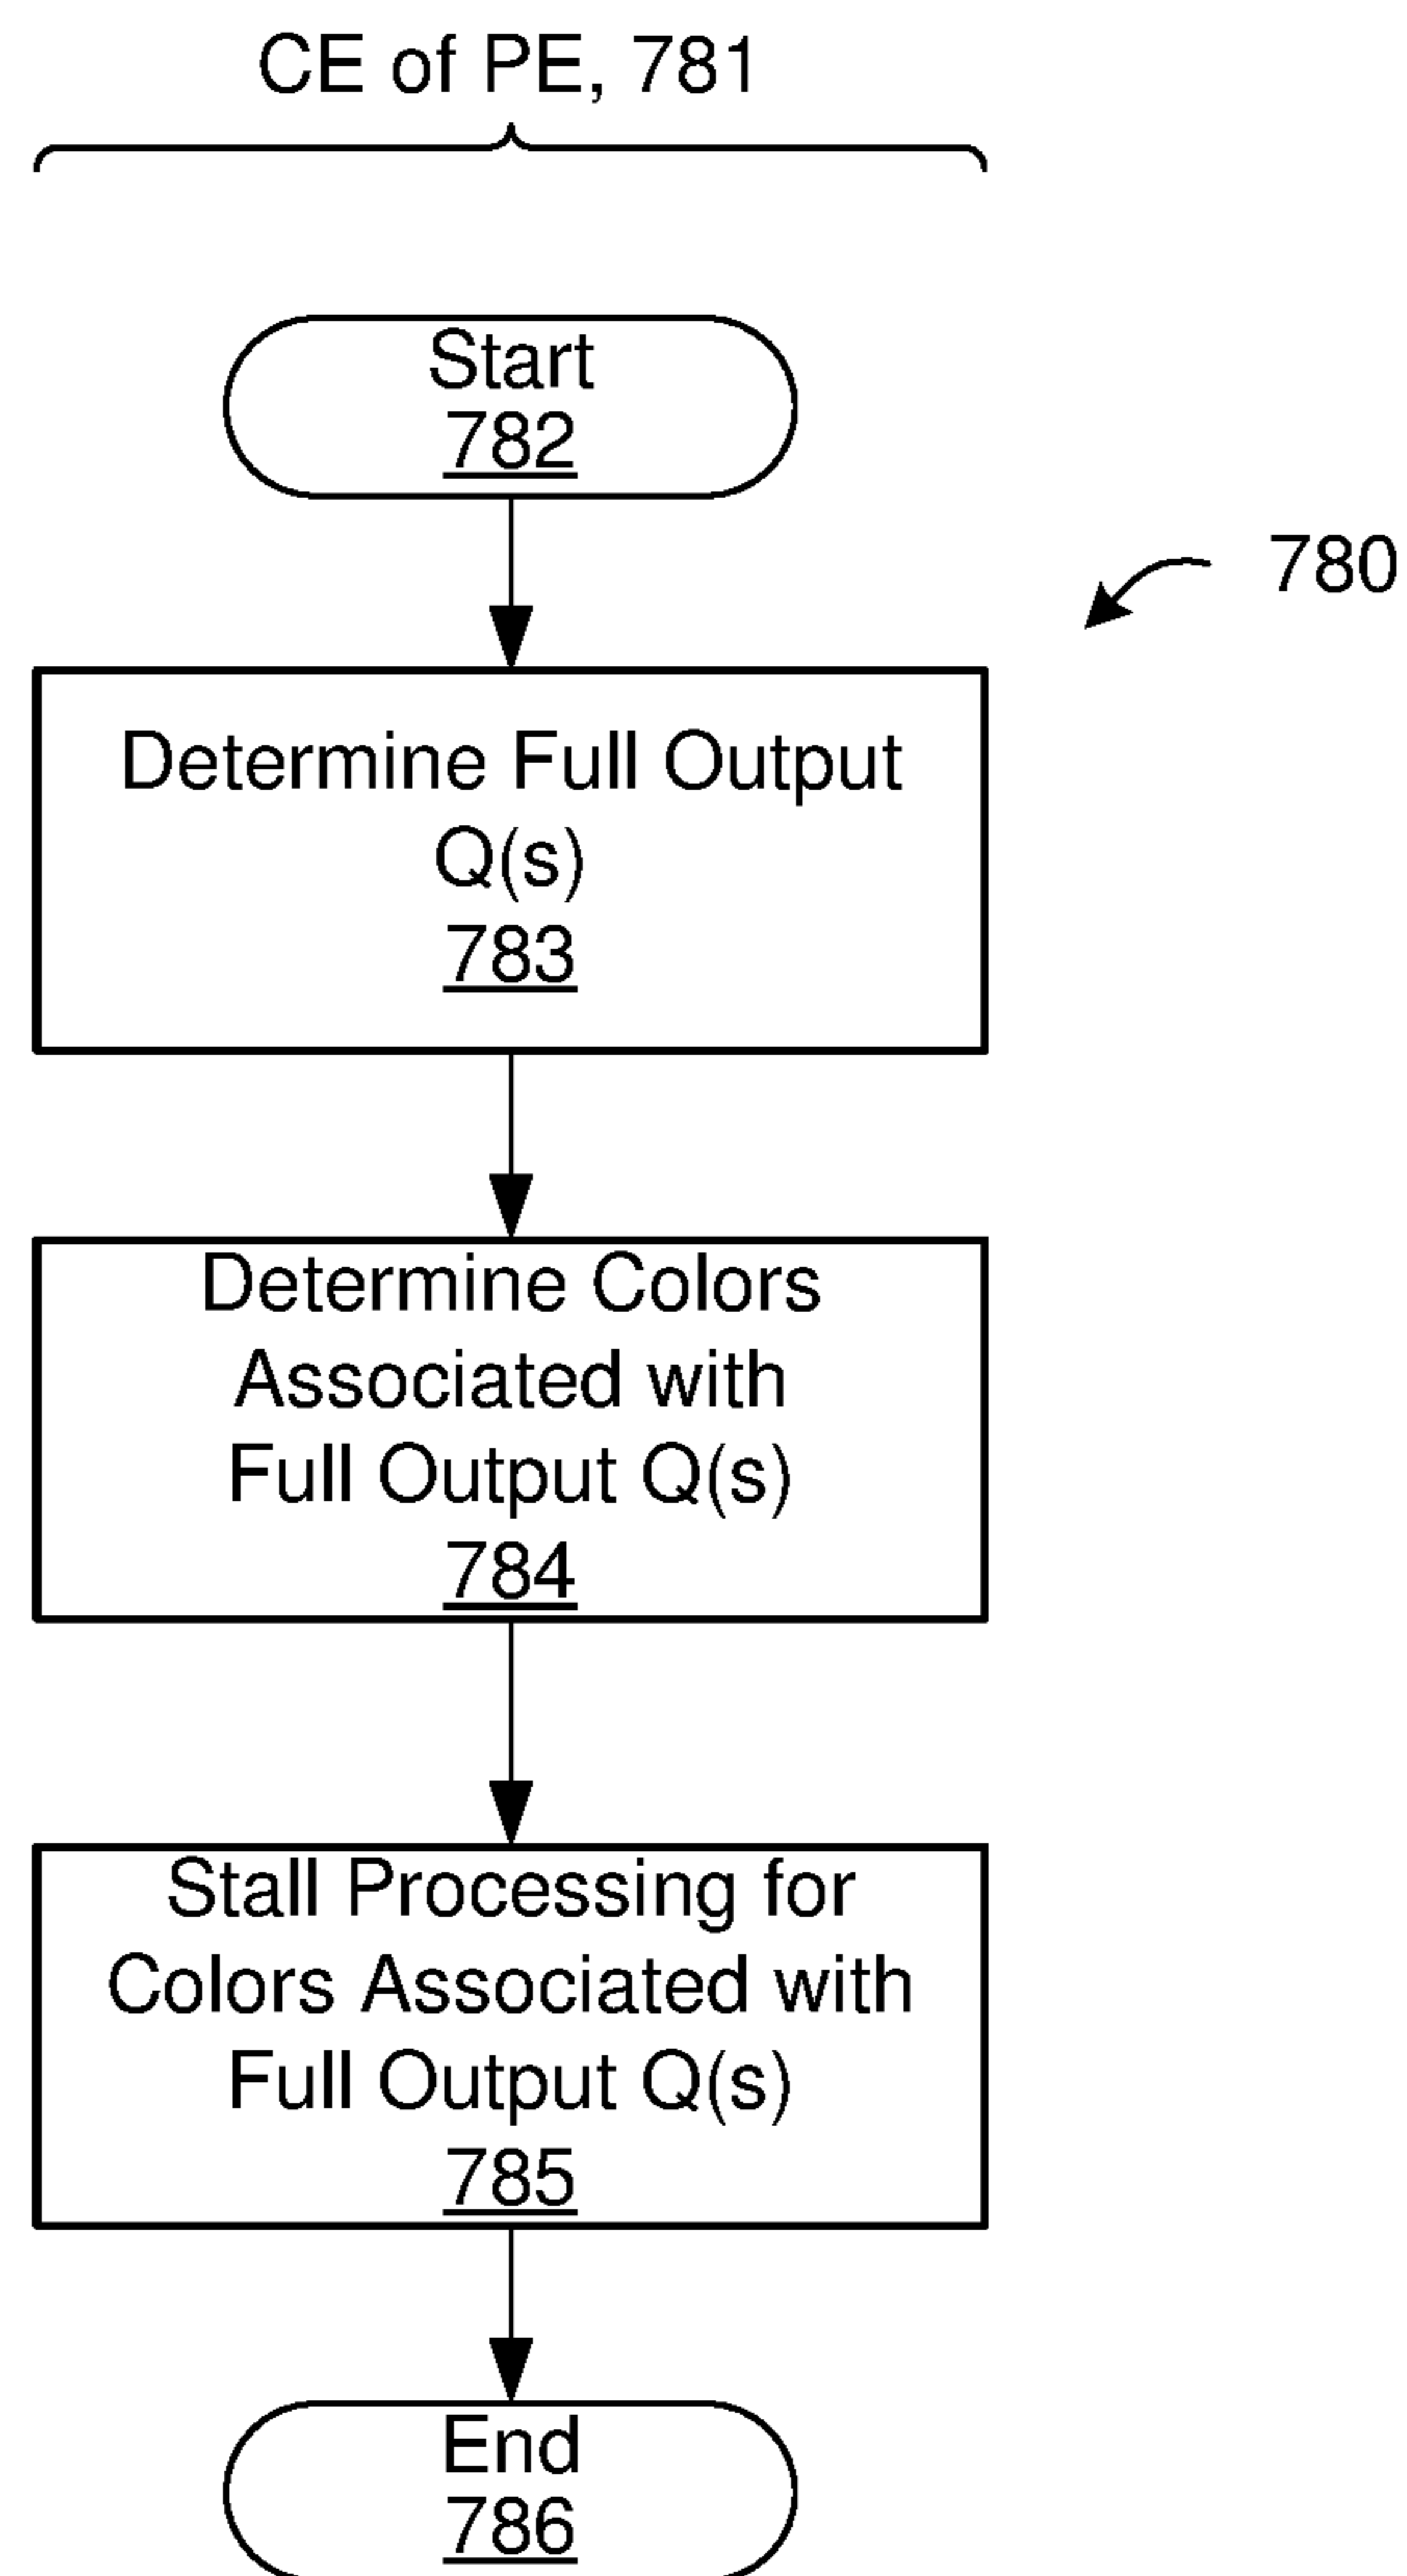 CE of PE, 781
Start
782
780
Determine Full Output
Q(s)
783
Determine Colors
Associated with
Full Output Q(s)
784
Stall Processing for
Colors Associated with
Full Output Q(s)
785
End
786